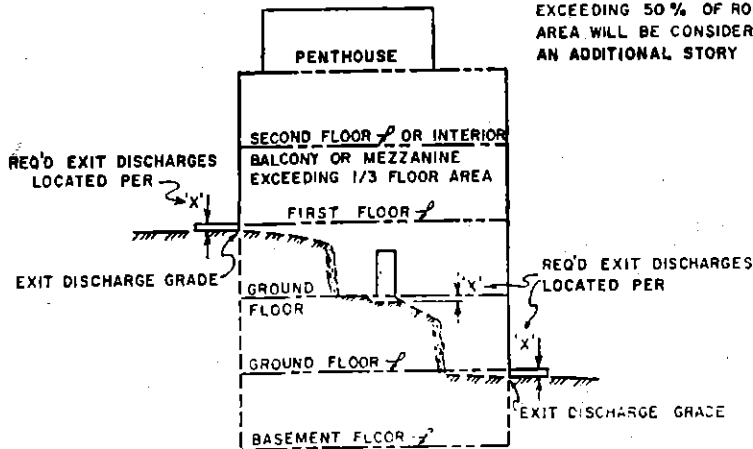 EXCEEDING 50% OF RO
AREA WILL BE CONSIDER
AN ADDITIONAL STORY
PENTHOUSE
SECOND FLOOR OR INTERIOR
BALCONY OR MEZZANINE
EXCEEDING 1/3 FLOOR AREA
REQ'D EXIT DISCHARGES
LOCATED PER
'X'
FIRST FLOOR
EXIT DISCHARGE GRADE
GROUND
FLOOR
'X'
REQ'D EXIT DISCHARGES
LOCATED PER
'X'
GROUND FLOOR
EXIT DISCHARGE GRADE
BASEMENT FLOOR